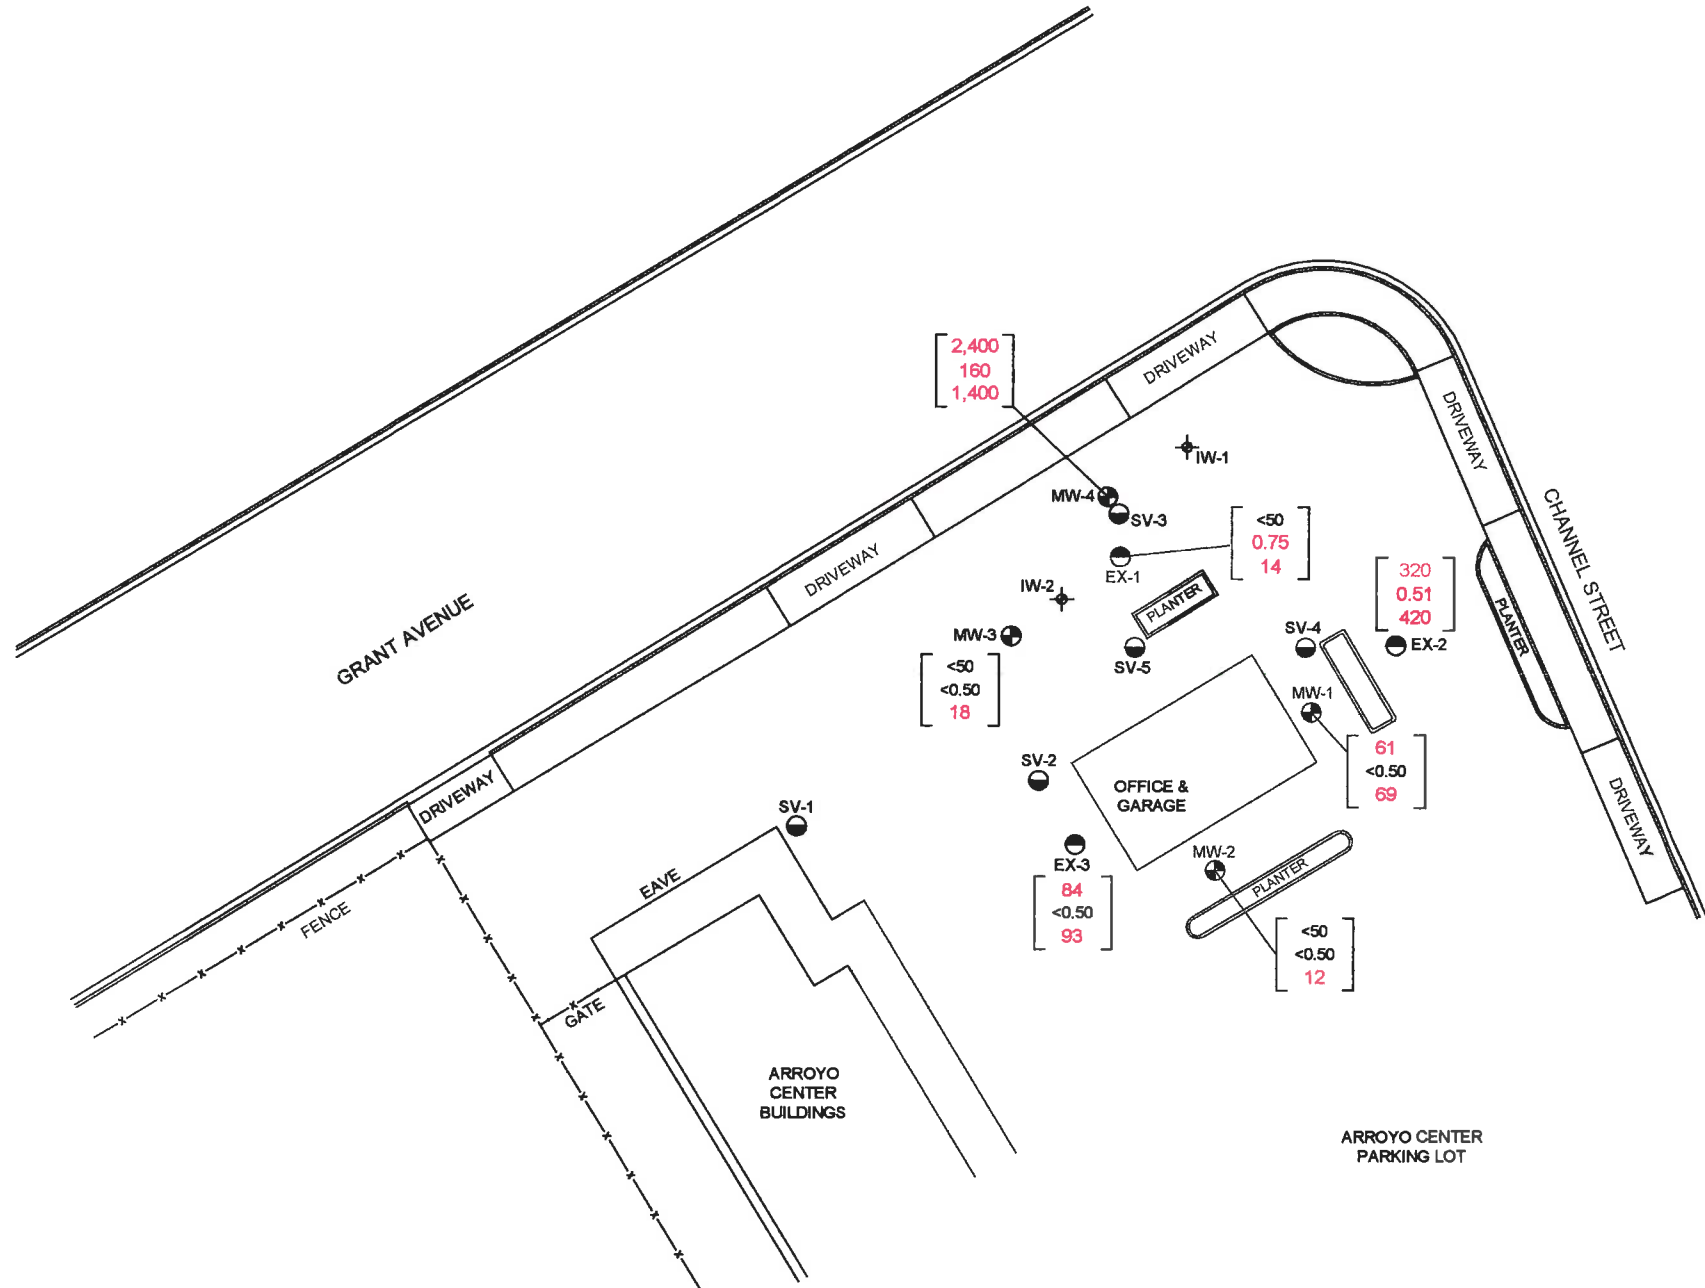 2,400
160
1,400
DRIVEWAY
DRIVEWAY
IW-1
MW-4
SV-3
CHANNEL STREET
<50
0.75
14
EX-1
DRIVEWAY
320
0.51
420
IW-2
PLANTER
PLANTER
GRANT AVENUE
MW-3
SV-4
EX-2
SV-5
<50
<0.50
18
MW-1
61
<0.50
69
SV-2
OFFICE &
GARAGE
DRIVEWAY
DRIVEWAY
SV-1
EX-3
84
<0.50
93
MW-2
PLANTER
EAVE
FENCE
<50
<0.50
12
GATE
ARROYO
CENTER
BUILDINGS
ARROYO CENTER
PARKING LOT